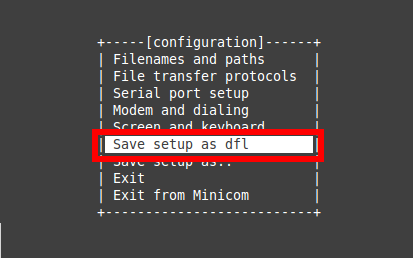 +-----[configuration]------+
| Filenames and paths |
| File transfer protocols |
| Serial port setup |
| Modem and dialing |
| Screen and keyboard |
| Save setup as dfl |
| Save setup as.. |
| Exit |
| Exit from Minicom |
+--------------------------+